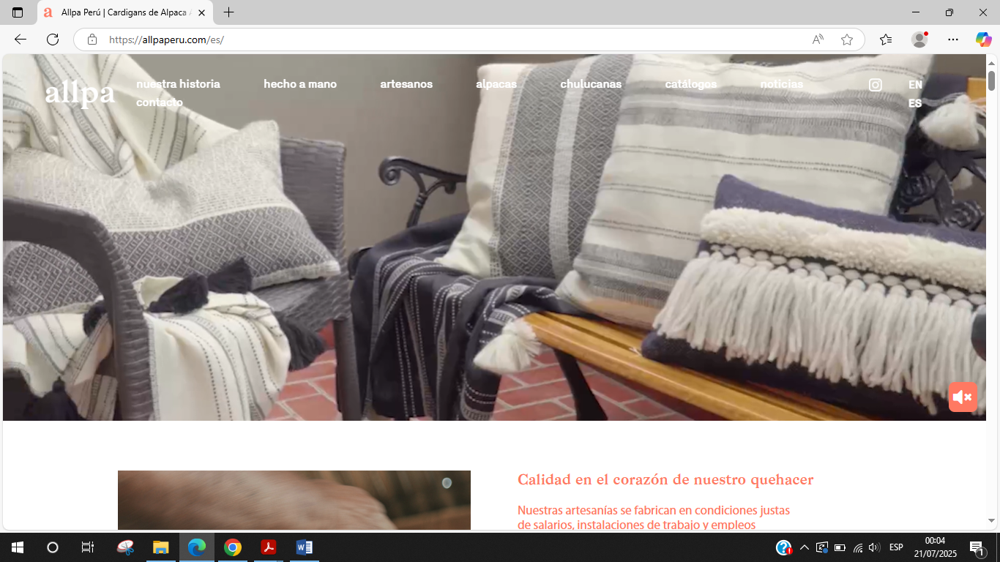 a Allpa Perú | Cardigans de Alpaca
https://allpaperu.com/es/
allpa
nuestra historia hecho a mano artesanos alpacas chulucanas catálogos noticias EN
contacto ES
Calidad en el corazón de nuestro quehacer
Nuestras artesanías se fabrican en condiciones justas
de salarios, instalaciones de trabajo y empleos
ESP
00:04
21/07/2025
1